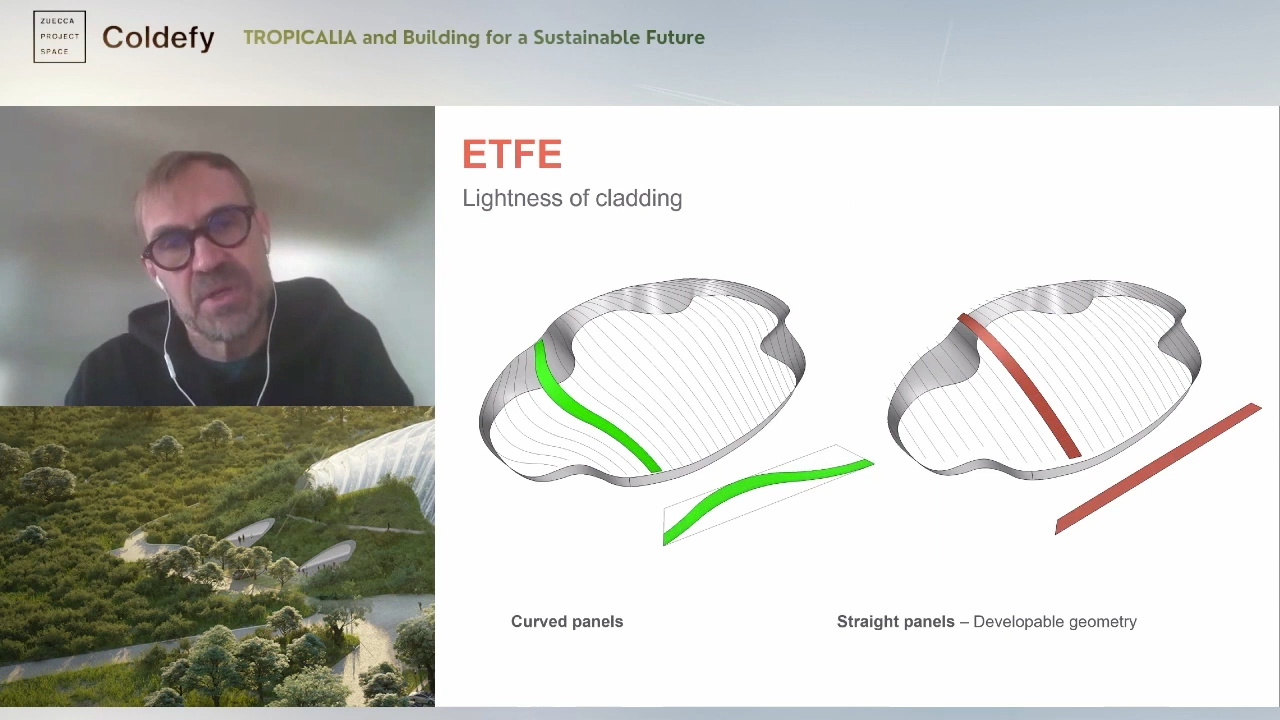 ZUECCA
PROJECT
SPACE
Coldefy
TROPICALIA and Building for a Sustainable Future
ETFE
Lightness of cladding
Curved panels
Straight panels – Developable geometry